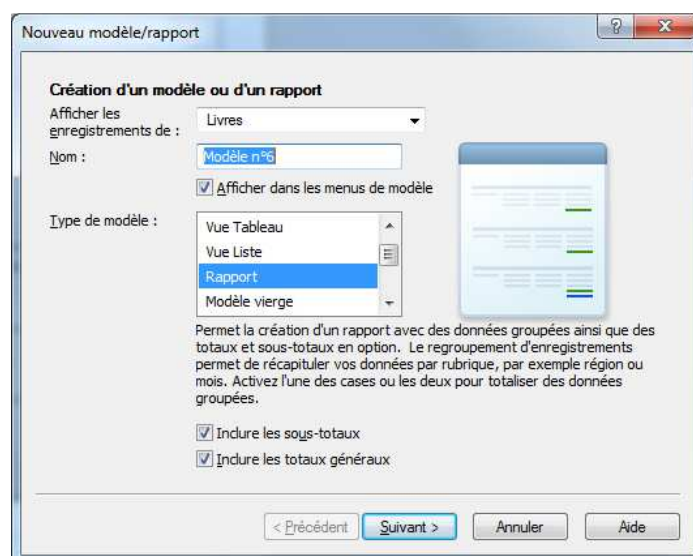 Nouveau modèle/rapport
Création d'un modèle ou d'un rapport
Afficher les
enregistrements de :
Livres
Nom :
Modèle n°6
Afficher dans les menus de modèle
Type de modèle :
Vue Tableau
Vue Liste
Rapport
Modèle vierge
Permet la création d'un rapport avec des données groupées ainsi que des
totaux et sous-totaux en option. Le regroupement d'enregistrements
permet de récapituler vos données par rubrique, par exemple région ou
mois. Activez l'une des cases ou les deux pour totaliser des données
groupées.
Inclure les sous-totaux
Inclure les totaux généraux
< Précédent
Suivant >
Annuler
Aide